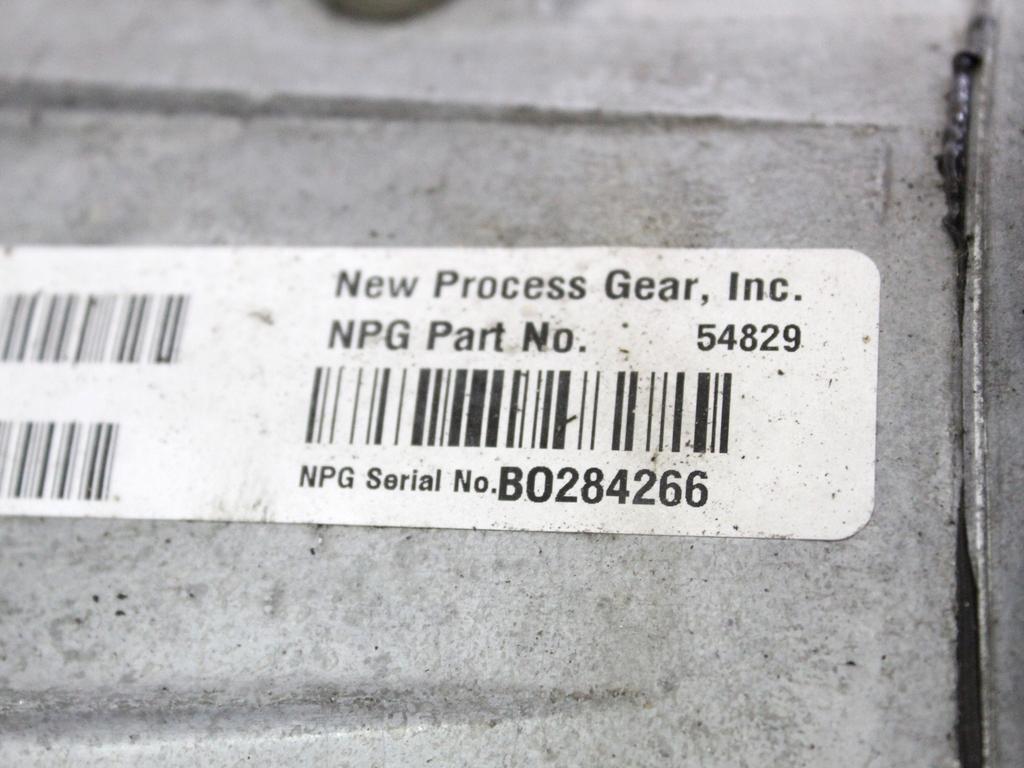 New Process Gear, Inc.
NPG Part No. 54829
NPG Serial No.BO284266